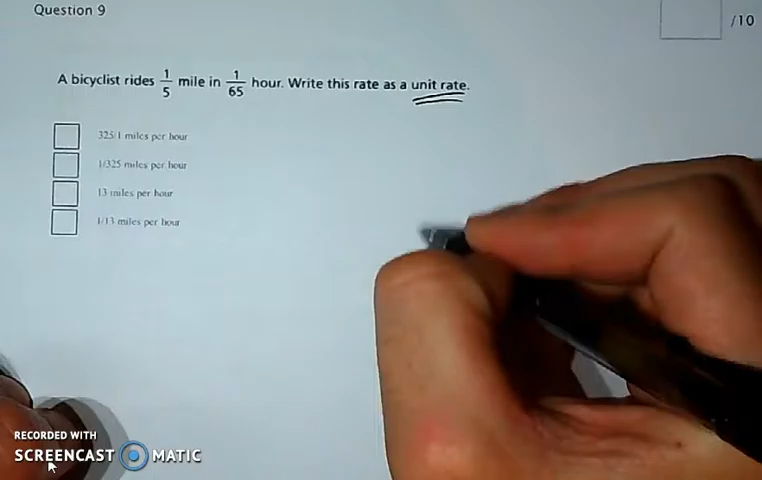 Question 9
/10
A bicyclist rides 1/5 mile in 1/65 hour. Write this rate as a unit rate.
325/1 miles per hour
1/325 miles per hour
13 miles per hour
1/13 miles per hour
RECORDED WITH
SCREENCAST MATIC